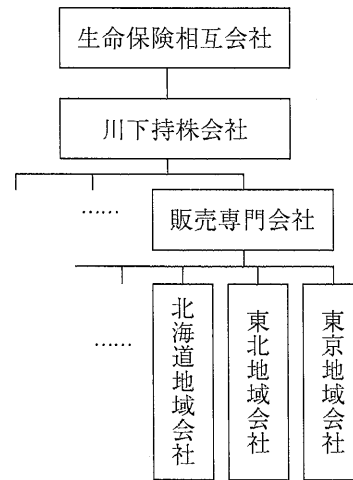 生命保険相互会社
川下持株会社
……
販売専門会社
……
北海道地域会社
東北地域会社
東京地域会社